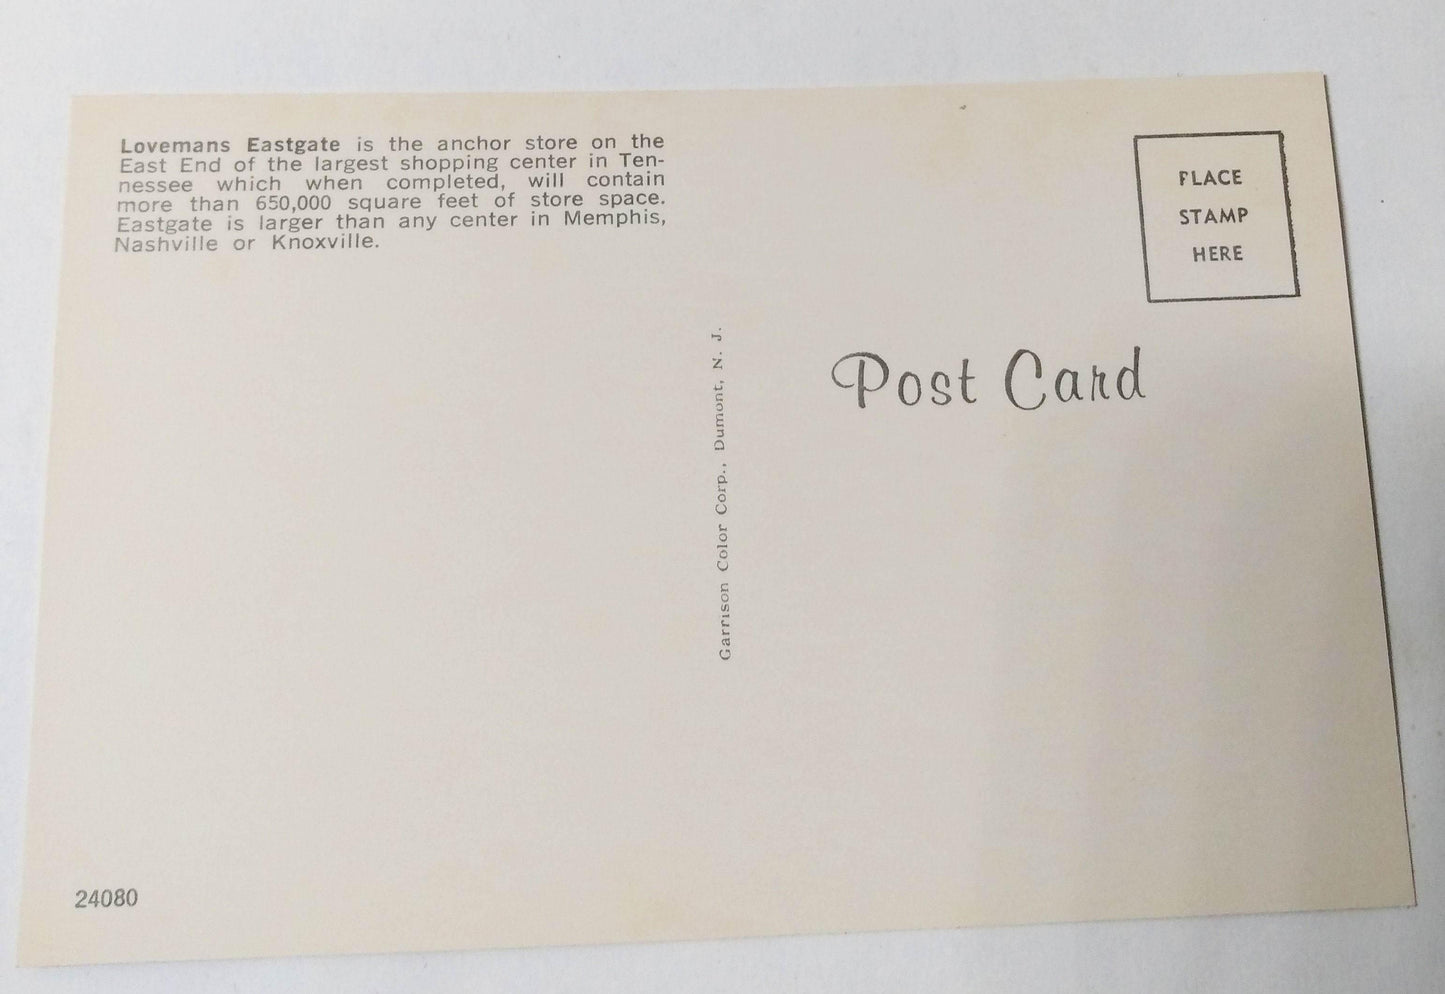 Lovemans Eastgate is the anchor store on the
East End of the largest shopping center in Ten-
nessee which when completed, will contain
more than 650,000 square feet of store space.
Eastgate is larger than any center in Memphis,
Nashville or Knoxville.
PLACE
STAMP
HERE
Post Card
Garrison Color Corp., Dumont, N. J.
24080